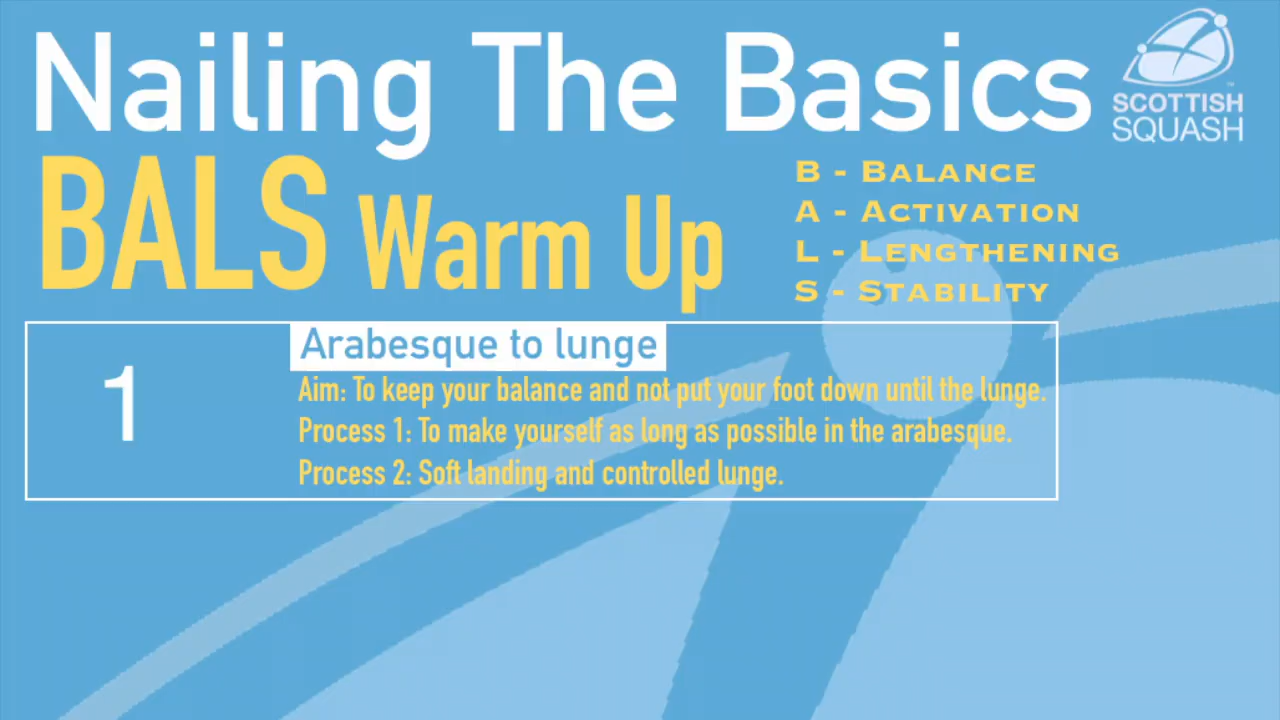 Nailing The Basics
SCOTTISH
SQUASH
BALS Warm Up
B - BALANCE
A - ACTIVATION
L - LENGTHENING
S - STABILITY
1
Arabesque to lunge
Aim: To keep your balance and not put your foot down until the lunge.
Process 1: To make yourself as long as possible in the arabesque.
Process 2: Soft landing and controlled lunge.